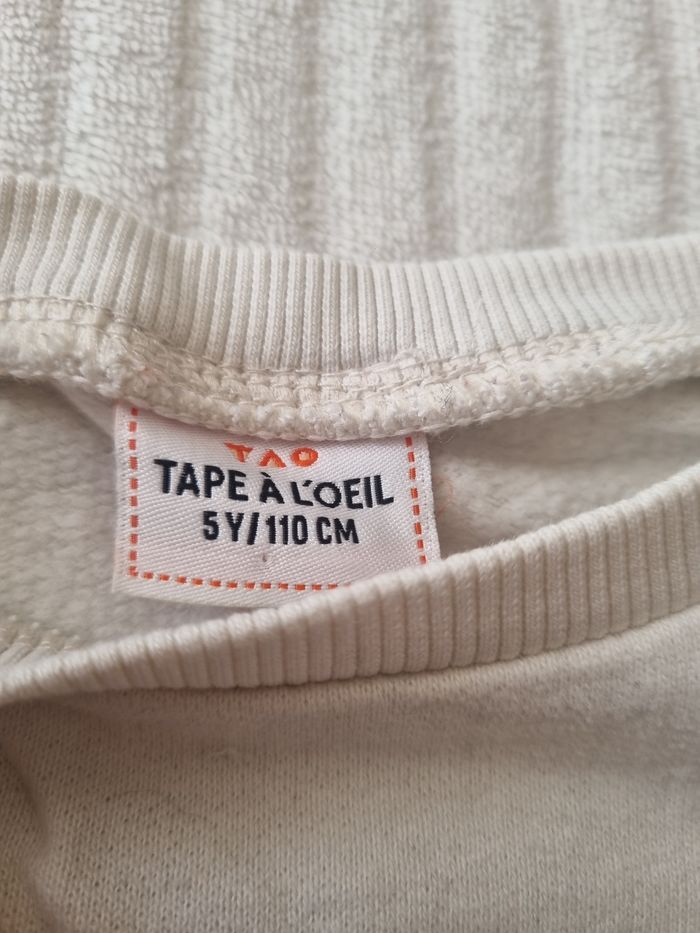 TAO
TAPE À L'OEIL
5 Y/ 110 CM